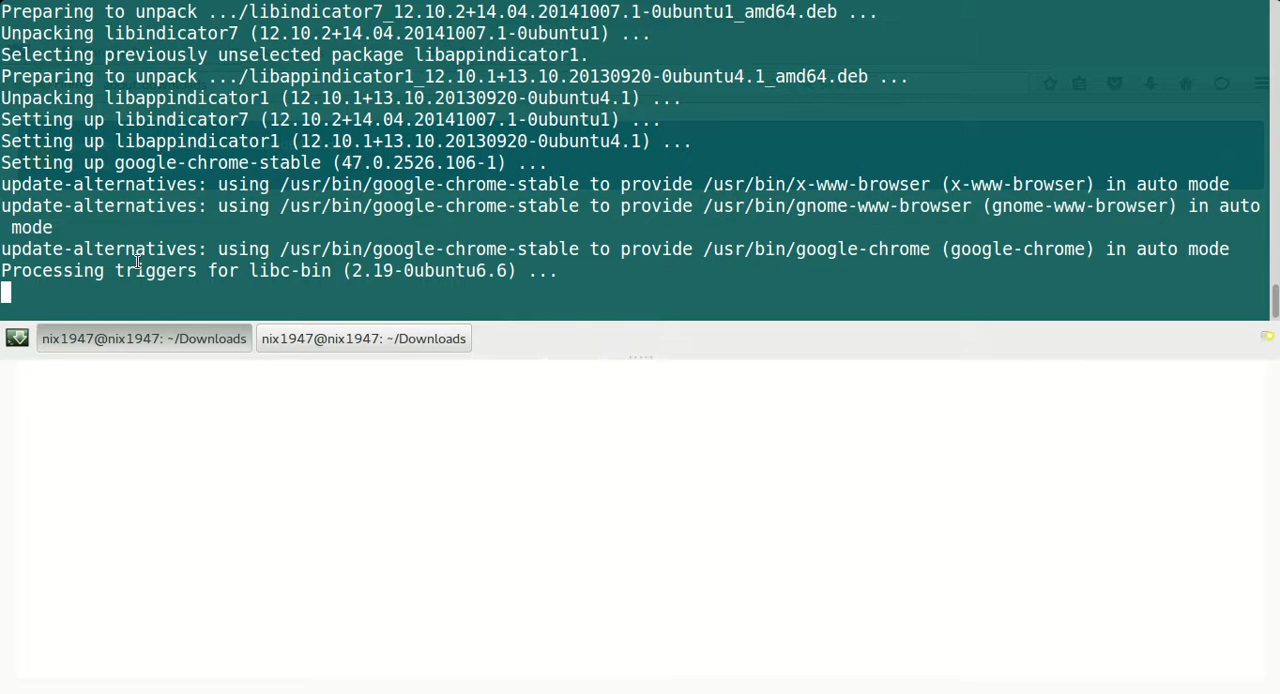 Preparing to unpack .../libindicator7_12.10.2+14.04.20141007.1-0ubuntu1_amd64.deb ...
Unpacking libindicator7 (12.10.2+14.04.20141007.1-0ubuntu1) ...
Selecting previously unselected package libappindicator1.
Preparing to unpack .../libappindicator1_12.10.1+13.10.20130920-0ubuntu4.1_amd64.deb ...
Unpacking libappindicator1 (12.10.1+13.10.20130920-0ubuntu4.1) ...
Setting up libindicator7 (12.10.2+14.04.20141007.1-0ubuntu1) ...
Setting up libappindicator1 (12.10.1+13.10.20130920-0ubuntu4.1) ...
Setting up google-chrome-stable (47.0.2526.106-1) ...
update-alternatives: using /usr/bin/google-chrome-stable to provide /usr/bin/x-www-browser (x-www-browser) in auto mode
update-alternatives: using /usr/bin/google-chrome-stable to provide /usr/bin/gnome-www-browser (gnome-www-browser) in auto
mode
update-alternatives: using /usr/bin/google-chrome-stable to provide /usr/bin/google-chrome (google-chrome) in auto mode
Processing triggers for libc-bin (2.19-0ubuntu6.6) ...
nix1947@nix1947: ~/Downloads nix1947@nix1947: ~/Downloads